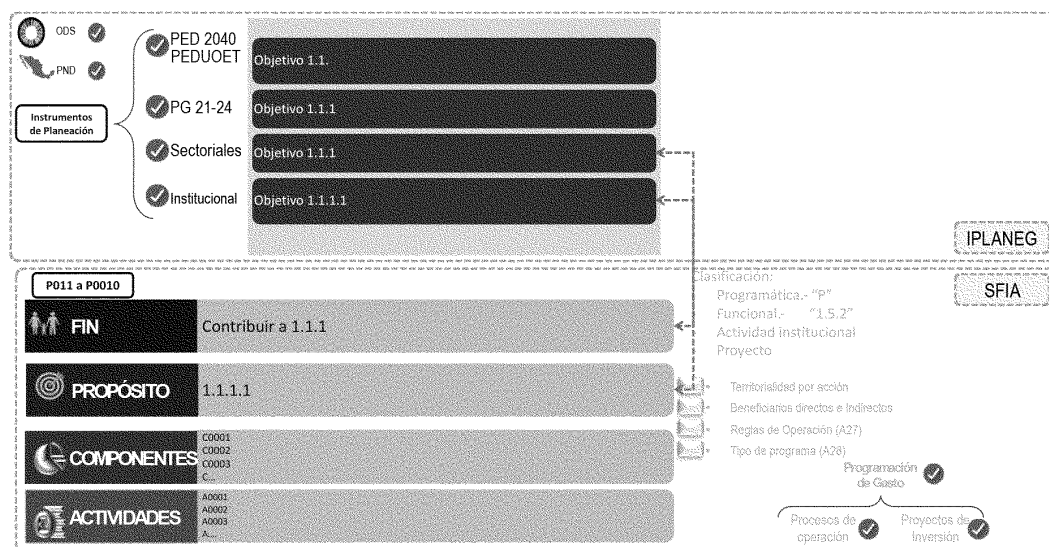 ODS
PND
Instrumentos
de Planeación
PED 2040
PEDUOET
Objetivo 1.1.
PG 21-24
Objetivo 1.1.1
Sectoriales
Objetivo 1.1.1
Institucional
Objetivo 1.1.1.1
IPLANEG
P011 a P0010
SFIA
Clasificación:
Programática.- “P”
Funcional.- “1.5.2”
Actividad institucional
Proyecto
FIN
Contribuir a 1.1.1
PROPÓSITO
1.1.1.1
Territorialidad por acción
Beneficiarios directos e Indirectos
Reglas de Operación (A27)
Tipo de programa (A28)
COMPONENTES
C0001
C0002
C0003
C...
ACTIVIDADES
A0001
A0002
A0003
A...
Programación
de Gasto
Procesos de
operación
Proyectos de
Inversión